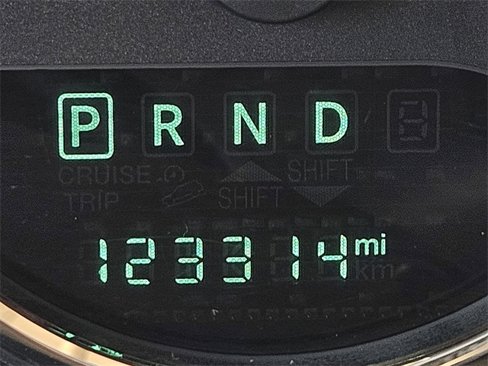 P R N D
CRUISE SHIFT
TRIP SHIFT
123314 mi
km